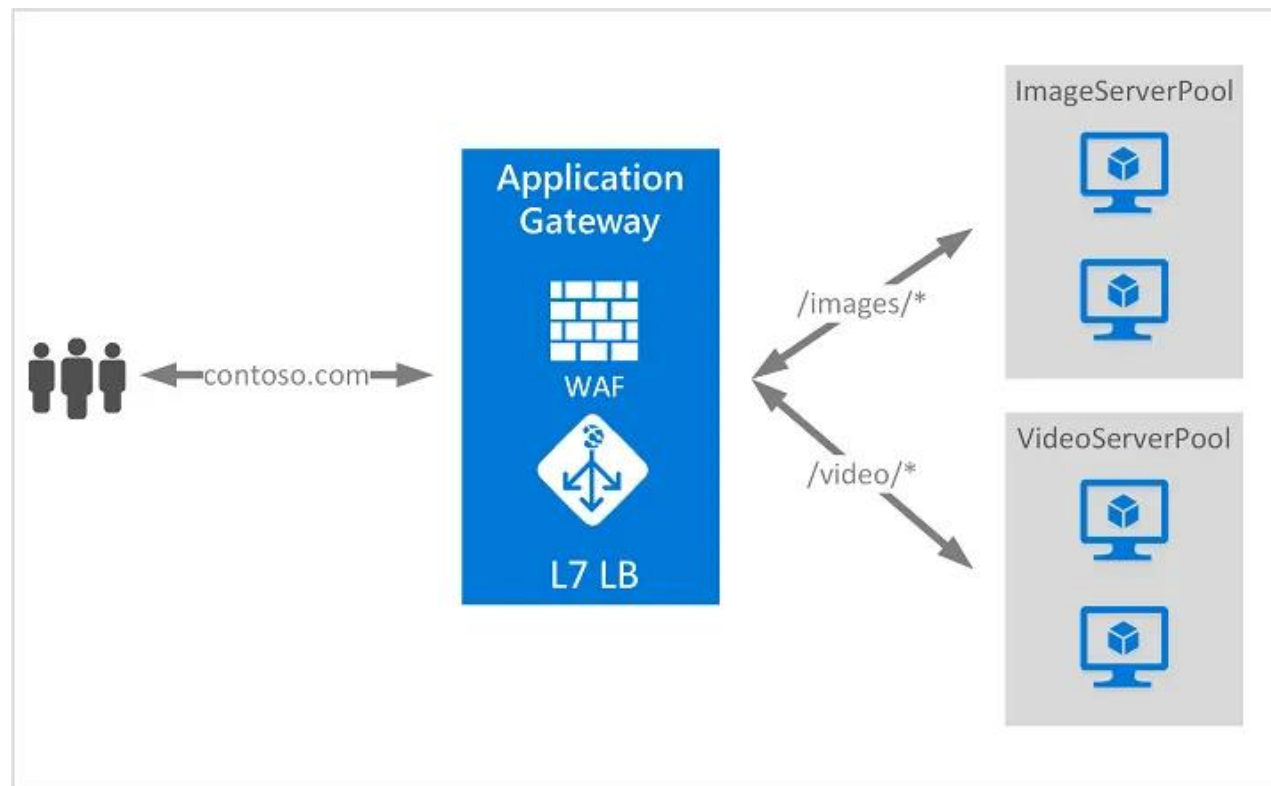 contoso.com
Application
Gateway
WAF
L7 LB
/images/*
/video/*
ImageServerPool
VideoServerPool